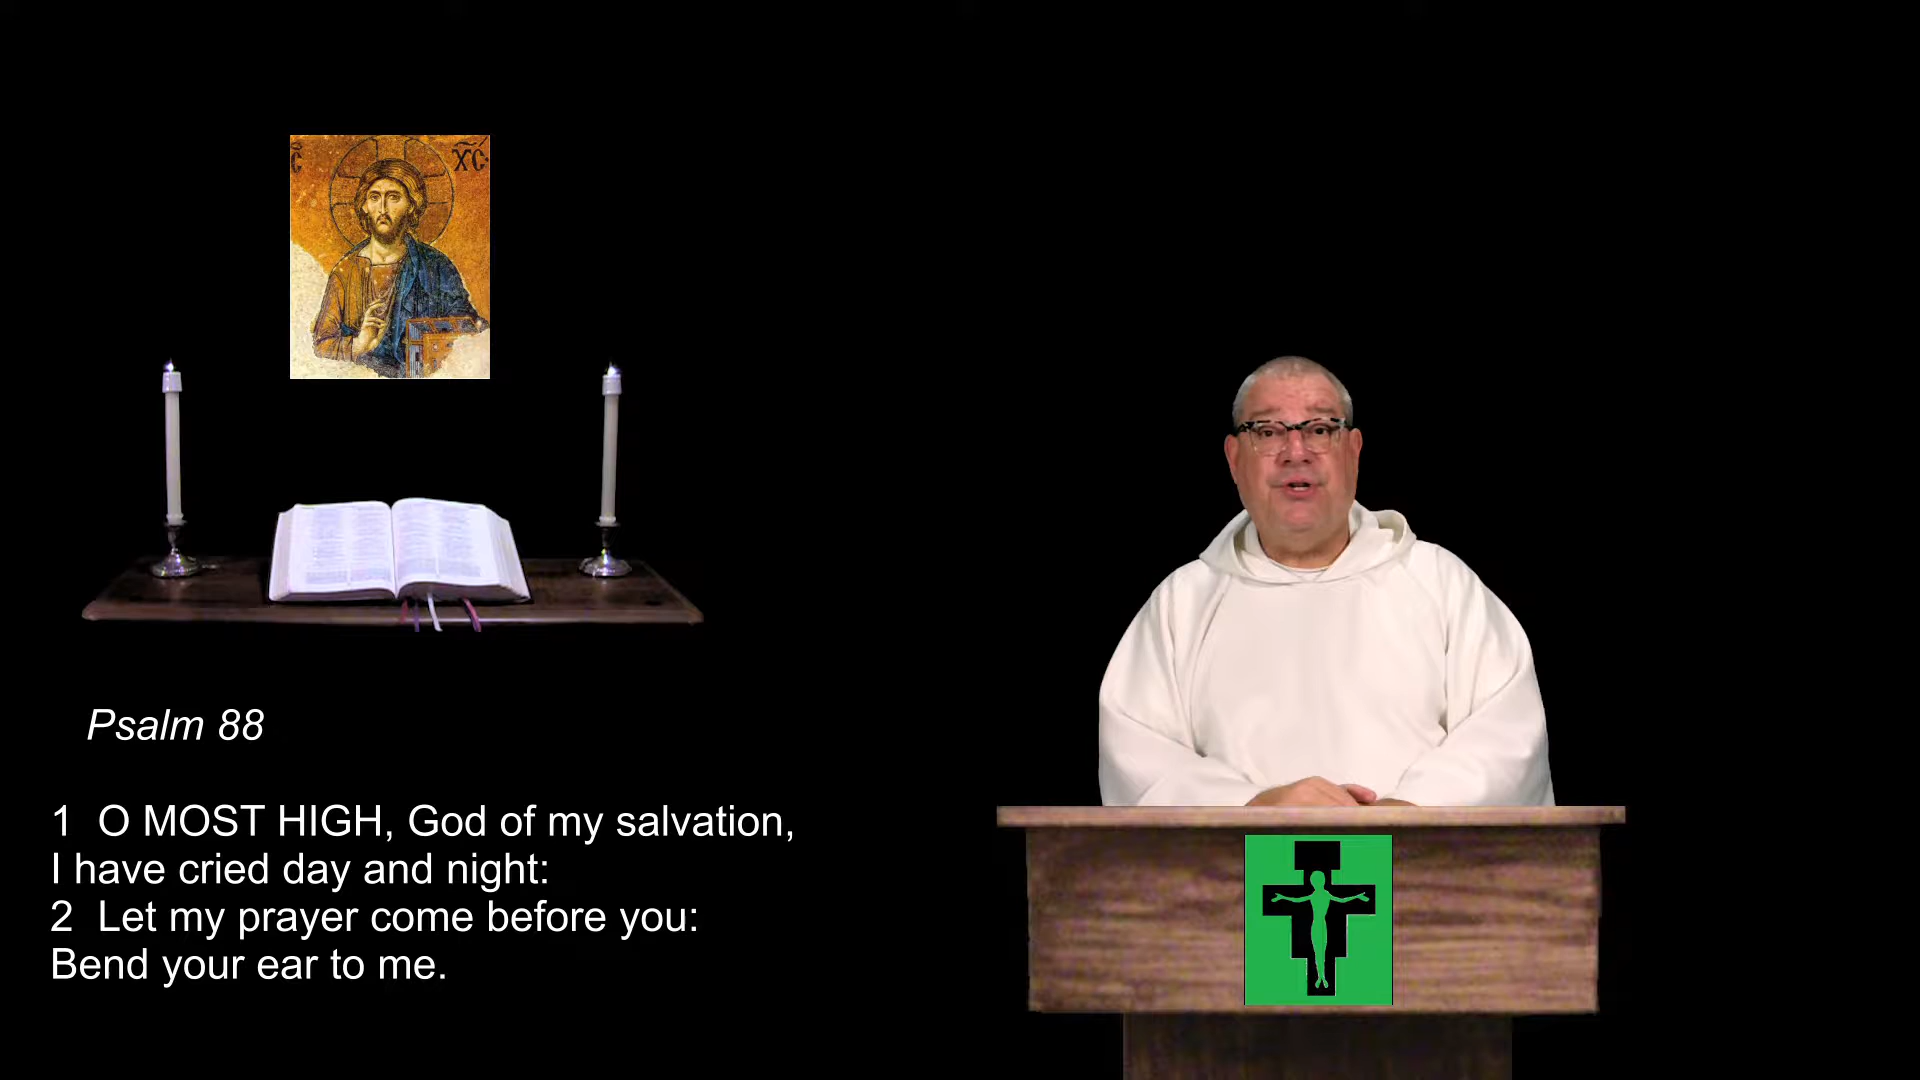 C XC
Psalm 88
1 O MOST HIGH, God of my salvation,
I have cried day and night:
2 Let my prayer come before you:
Bend your ear to me.